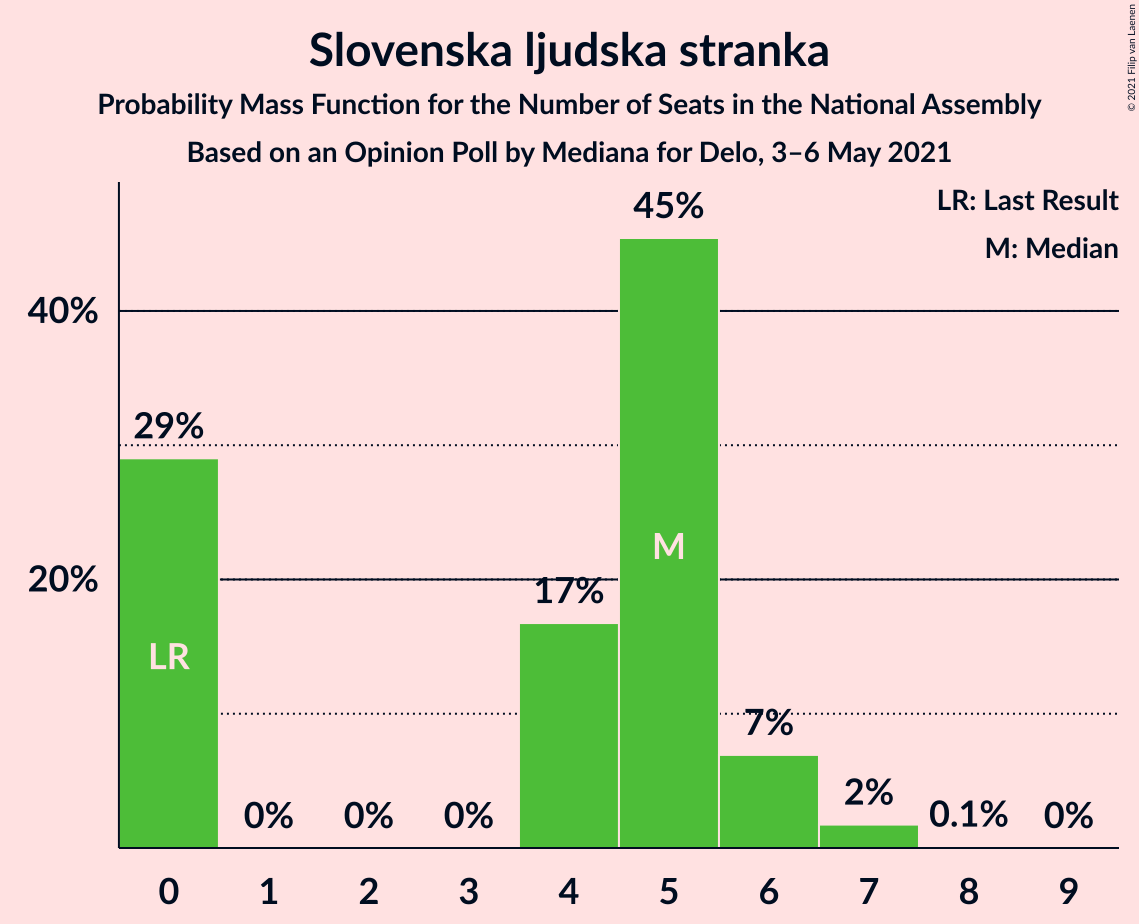 Slovenska ljudska stranka
Probability Mass Function for the Number of Seats in the National Assembly
Based on an Opinion Poll by Mediana for Delo, 3–6 May 2021
© 2021 Filip van Laenen
LR: Last Result
M: Median
45%
40%
29%
M
20%
17%
LR
7%
2%
0% 0% 0% 0.1% 0%
0 1 2 3 4 5 6 7 8 9